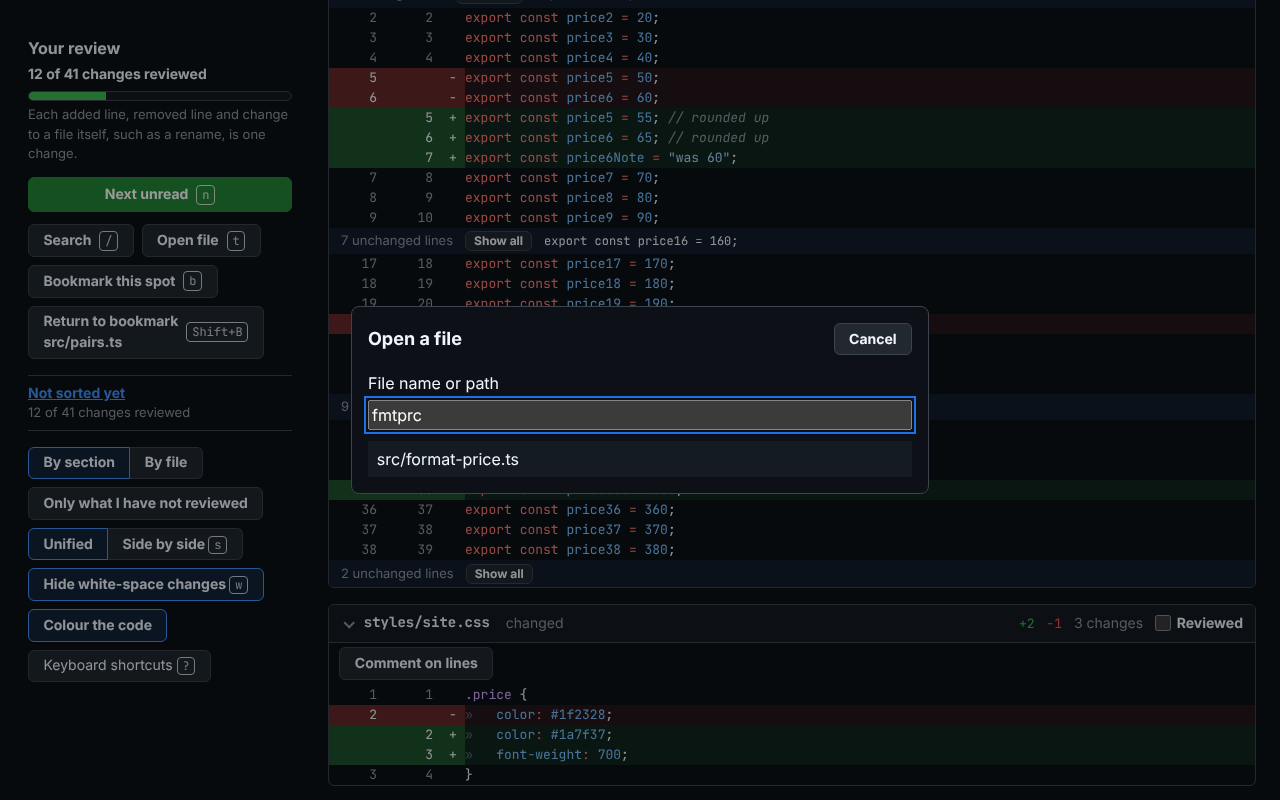 Your review
12 of 41 changes reviewed
Each added line, removed line and change
to a file itself, such as a rename, is one
change.
Next unread n
Search / Open file t
Bookmark this spot b
Return to bookmark
src/pairs.ts Shift+B
Not sorted yet
12 of 41 changes reviewed
By section By file
Only what I have not reviewed
Unified Side by side s
Hide white-space changes w
Colour the code
Keyboard shortcuts ?
2 2 export const price2 = 20;
3 3 export const price3 = 30;
4 4 export const price4 = 40;
5 - export const price5 = 50;
6 - export const price6 = 60;
5 + export const price5 = 55; // rounded up
6 + export const price6 = 65; // rounded up
7 + export const price6Note = "was 60";
7 8 export const price7 = 70;
8 9 export const price8 = 80;
9 10 export const price9 = 90;
7 unchanged lines Show all export const price16 = 160;
17 18 export const price17 = 170;
18 19 export const price18 = 180;
19 20 export const price19 = 190;
Open a file Cancel
File name or path
fmtprc
src/format-price.ts
9
36 37 export const price36 = 360;
37 38 export const price37 = 370;
38 39 export const price38 = 380;
2 unchanged lines Show all
styles/site.css changed +2 -1 3 changes Reviewed
Comment on lines
1 1 .price {
2 - » color: #1f2328;
2 + » color: #1a7f37;
3 + » font-weight: 700;
3 4 }